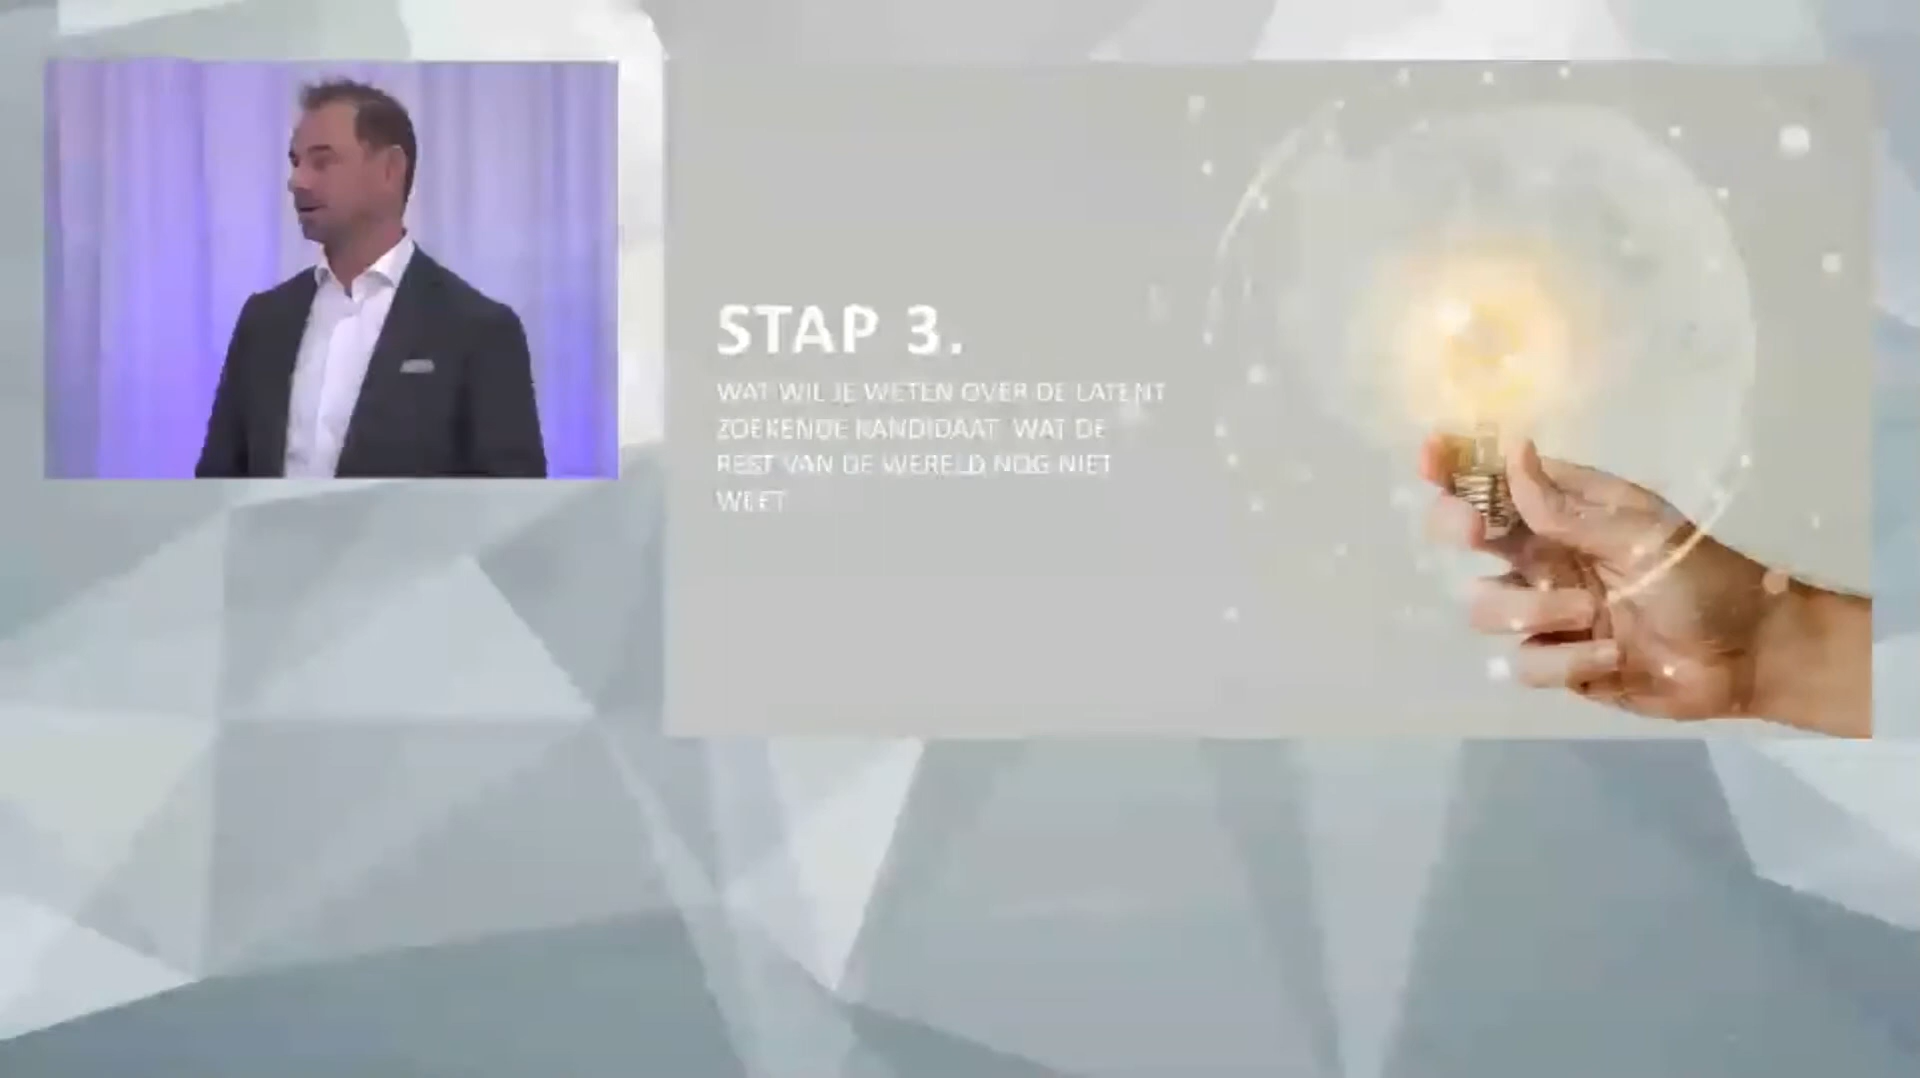 STAP 3.
WAT WIL JE WETEN OVER DE LATENT
ZOEKENDE KANDIDAAT WAT DE
REST VAN DE WERELD NOG NIET
WEET